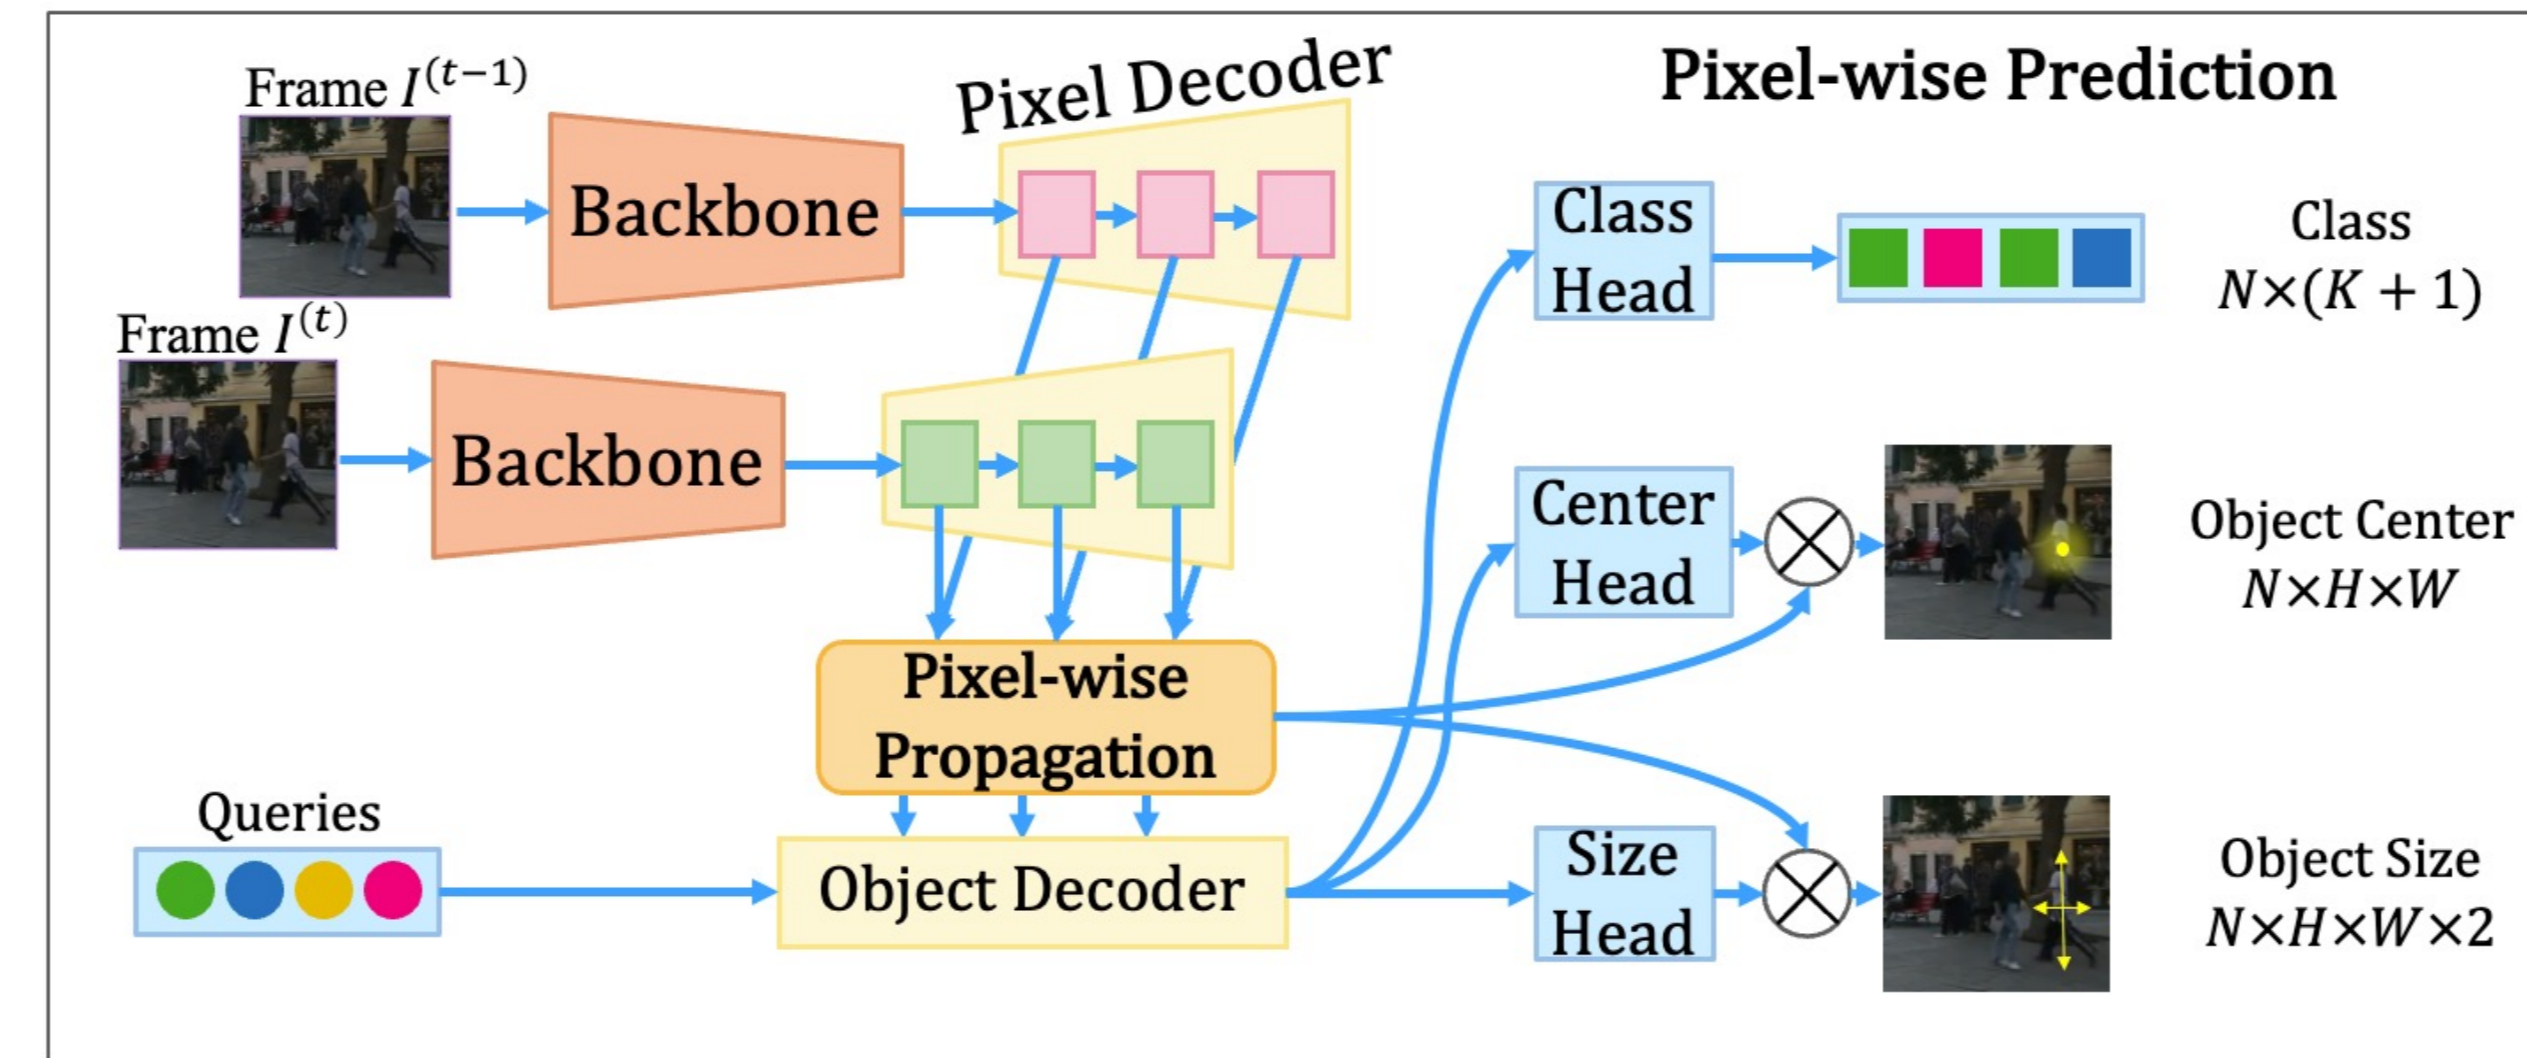 Frame I^(t−1)
Backbone
Pixel Decoder
Frame I^(t)
Backbone
Pixel-wise
Propagation
Queries
Object Decoder
Pixel-wise Prediction
Class
Head
Class
N×(K + 1)
Center
Head
Object Center
N×H×W
Size
Head
Object Size
N×H×W×2